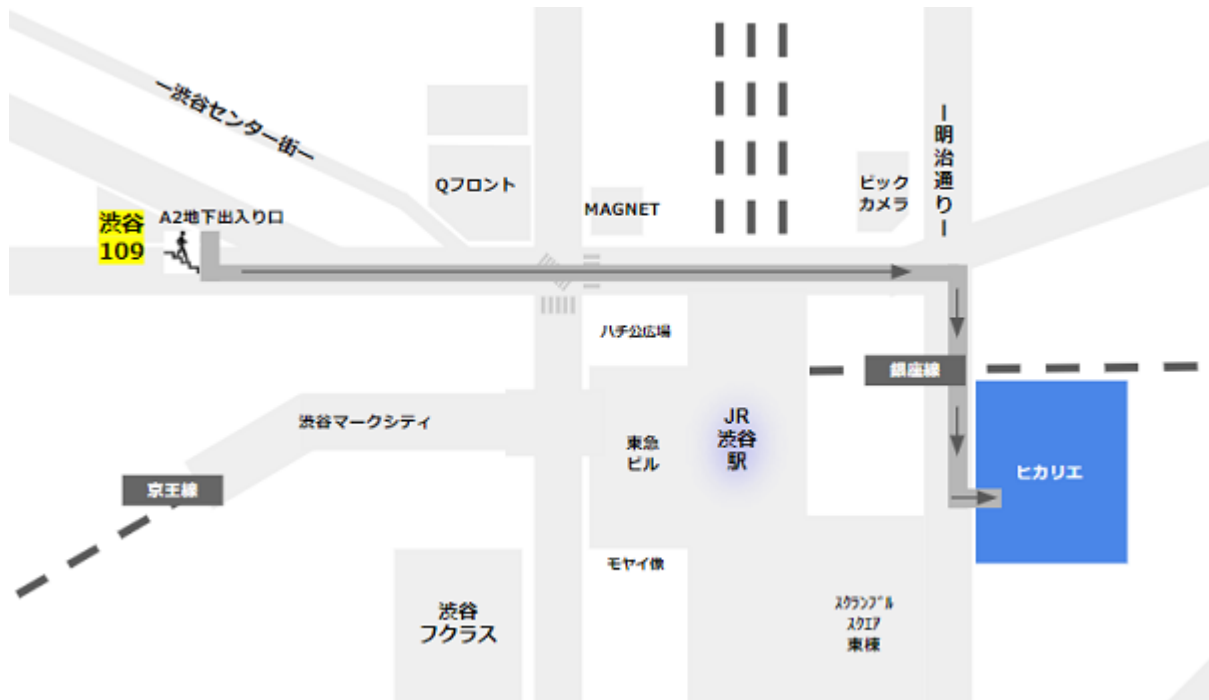 ー渋谷センター街ー
Qフロント
MAGNET
ビック
カメラ
ー明治通りー
渋谷
109
A2地下出入り口
ハチ公広場
銀座線
渋谷マークシティ
東急
ビル
JR
渋谷
駅
ヒカリエ
京王線
モヤイ像
渋谷
フクラス
ｽｸﾗﾝﾌﾞﾙ
ｽｸｴｱ
東棟